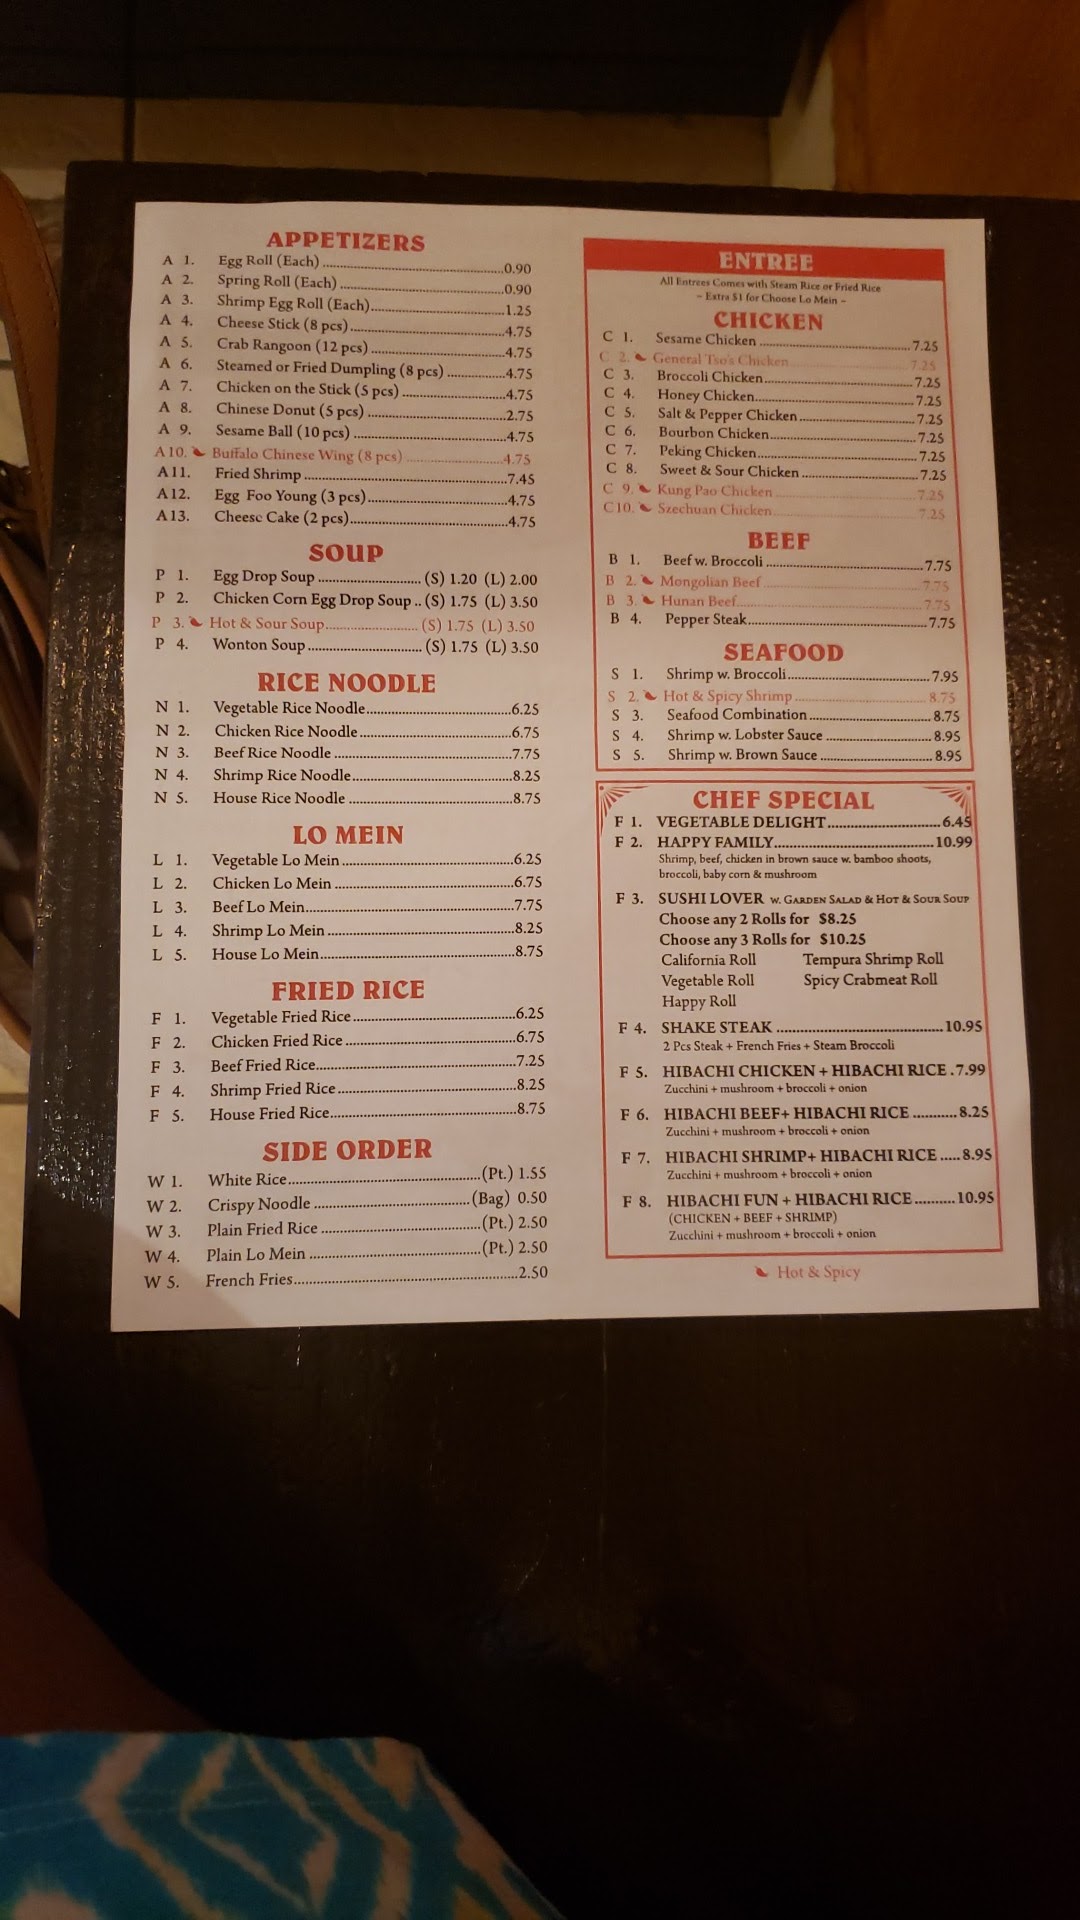 APPETIZERS
A 1. Egg Roll (Each) 0.90
A 2. Spring Roll (Each) 0.90
A 3. Shrimp Egg Roll (Each) 1.25
A 4. Cheese Stick (8 pcs) 4.75
A 5. Crab Rangoon (12 pcs) 4.75
A 6. Steamed or Fried Dumpling (8 pcs) 4.75
A 7. Chicken on the Stick (5 pcs) 4.75
A 8. Chinese Donut (5 pcs) 2.75
A 9. Sesame Ball (10 pcs) 4.75
A10. Buffalo Chinese Wing (8 pcs) 4.75
A11. Fried Shrimp 7.45
A12. Egg Foo Young (3 pcs) 4.75
A13. Cheese Cake (2 pcs) 4.75
SOUP
P 1. Egg Drop Soup (S) 1.20 (L) 2.00
P 2. Chicken Corn Egg Drop Soup (S) 1.75 (L) 3.50
P 3. Hot & Sour Soup (S) 1.75 (L) 3.50
P 4. Wonton Soup (S) 1.75 (L) 3.50
RICE NOODLE
N 1. Vegetable Rice Noodle 6.25
N 2. Chicken Rice Noodle 6.75
N 3. Beef Rice Noodle 7.75
N 4. Shrimp Rice Noodle 8.25
N 5. House Rice Noodle 8.75
LO MEIN
L 1. Vegetable Lo Mein 6.25
L 2. Chicken Lo Mein 6.75
L 3. Beef Lo Mein 7.75
L 4. Shrimp Lo Mein 8.25
L 5. House Lo Mein 8.75
FRIED RICE
F 1. Vegetable Fried Rice 6.25
F 2. Chicken Fried Rice 6.75
F 3. Beef Fried Rice 7.25
F 4. Shrimp Fried Rice 8.25
F 5. House Fried Rice 8.75
SIDE ORDER
W 1. White Rice (Pt.) 1.55
W 2. Crispy Noodle (Bag) 0.50
W 3. Plain Fried Rice (Pt.) 2.50
W 4. Plain Lo Mein (Pt.) 2.50
W 5. French Fries 2.50
ENTREE
All Entrees Comes with Steam Rice or Fried Rice
~ Extra $1 for Choose Lo Mein ~
CHICKEN
C 1. Sesame Chicken 7.25
C 2. General Tso's Chicken 7.25
C 3. Broccoli Chicken 7.25
C 4. Honey Chicken 7.25
C 5. Salt & Pepper Chicken 7.25
C 6. Bourbon Chicken 7.25
C 7. Peking Chicken 7.25
C 8. Sweet & Sour Chicken 7.25
C 9. Kung Pao Chicken 7.25
C10. Szechuan Chicken 7.25
BEEF
B 1. Beef w. Broccoli 7.75
B 2. Mongolian Beef 7.75
B 3. Hunan Beef 7.75
B 4. Pepper Steak 7.75
SEAFOOD
S 1. Shrimp w. Broccoli 7.95
S 2. Hot & Spicy Shrimp 8.75
S 3. Seafood Combination 8.75
S 4. Shrimp w. Lobster Sauce 8.95
S 5. Shrimp w. Brown Sauce 8.95
CHEF SPECIAL
F 1. VEGETABLE DELIGHT 6.45
F 2. HAPPY FAMILY 10.99
Shrimp, beef, chicken in brown sauce w. bamboo shoots,
broccoli, baby corn & mushroom
F 3. SUSHI LOVER W. GARDEN SALAD & HOT & SOUR SOUP
Choose any 2 Rolls for $8.25
Choose any 3 Rolls for $10.25
California Roll Tempura Shrimp Roll
Vegetable Roll Spicy Crabmeat Roll
Happy Roll
F 4. SHAKE STEAK 10.95
2 Pcs Steak + French Fries + Steam Broccoli
F 5. HIBACHI CHICKEN + HIBACHI RICE .7.99
Zucchini + mushroom + broccoli + onion
F 6. HIBACHI BEEF+ HIBACHI RICE 8.25
Zucchini + mushroom + broccoli + onion
F 7. HIBACHI SHRIMP+ HIBACHI RICE 8.95
Zucchini + mushroom + broccoli + onion
F 8. HIBACHI FUN + HIBACHI RICE 10.95
(CHICKEN + BEEF + SHRIMP)
Zucchini + mushroom + broccoli + onion
Hot & Spicy